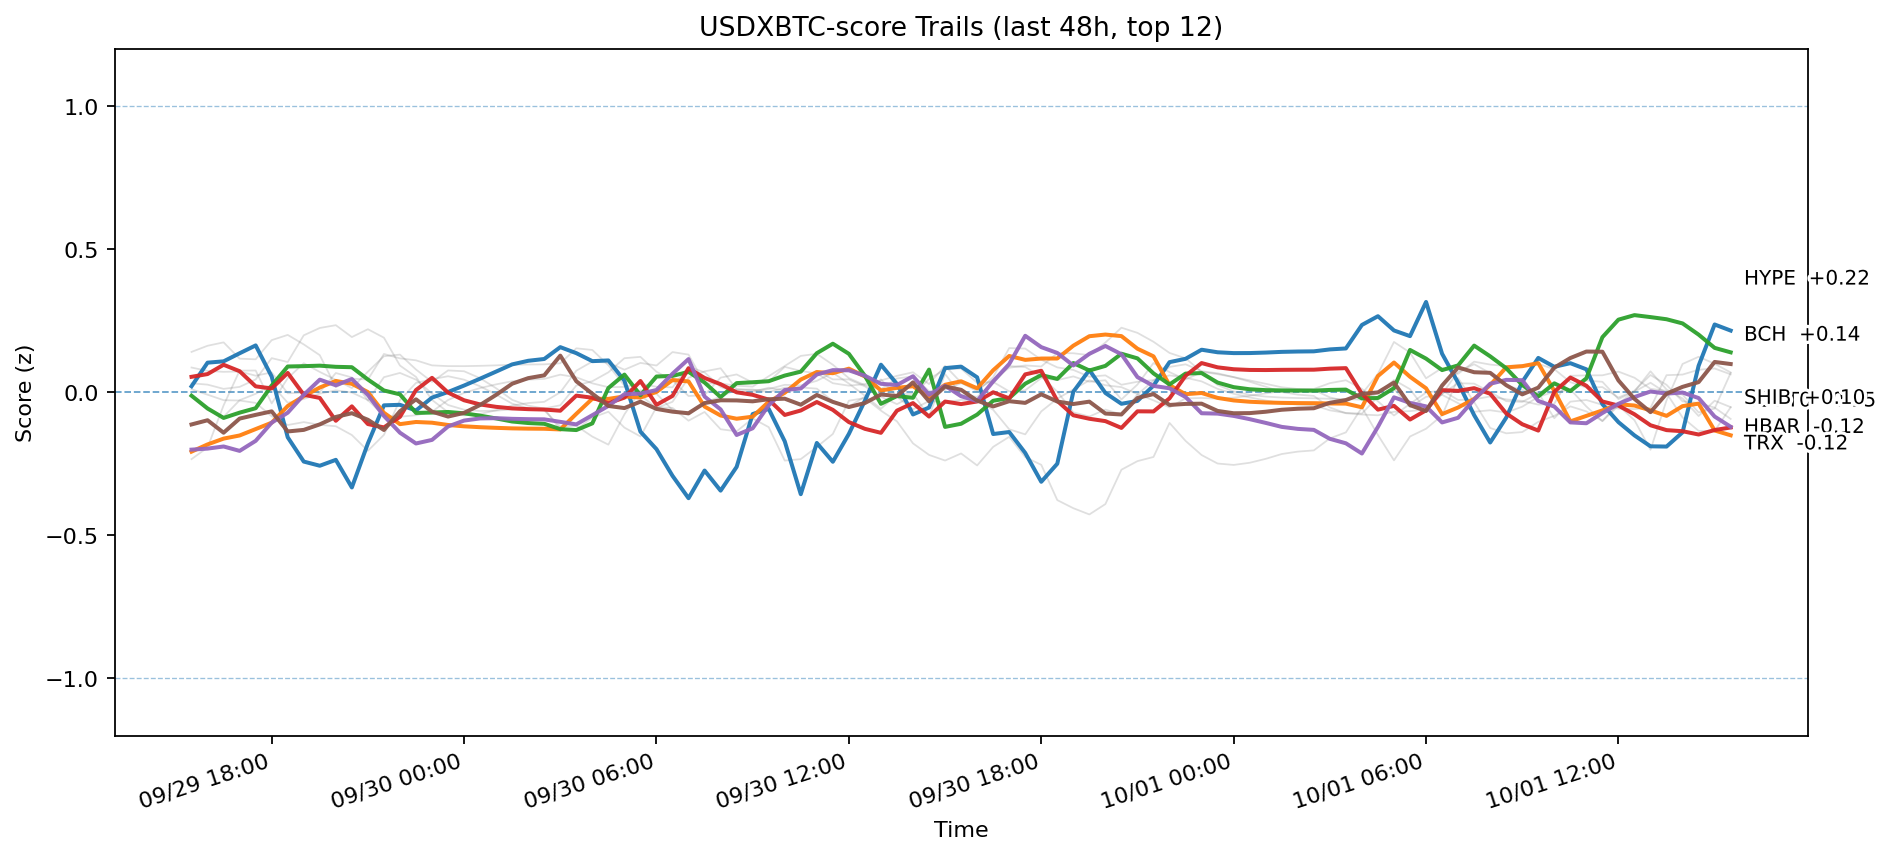 USDXBTC-score Trails (last 48h, top 12)
Score (z)
1.0
0.5
0.0
−0.5
−1.0
HYPE +0.22
BCH +0.14
SHIB +0.10
HBAR -0.12
TRX -0.12
09/29 18:00
09/30 00:00
09/30 06:00
09/30 12:00
09/30 18:00
10/01 00:00
10/01 06:00
10/01 12:00
Time